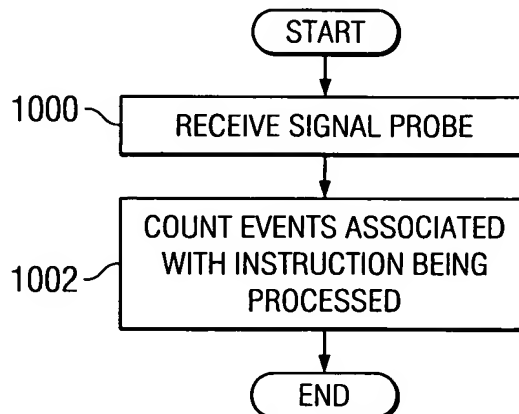 START
1000
RECEIVE SIGNAL PROBE
COUNT EVENTS ASSOCIATED
WITH INSTRUCTION BEING
1002
PROCESSED
END